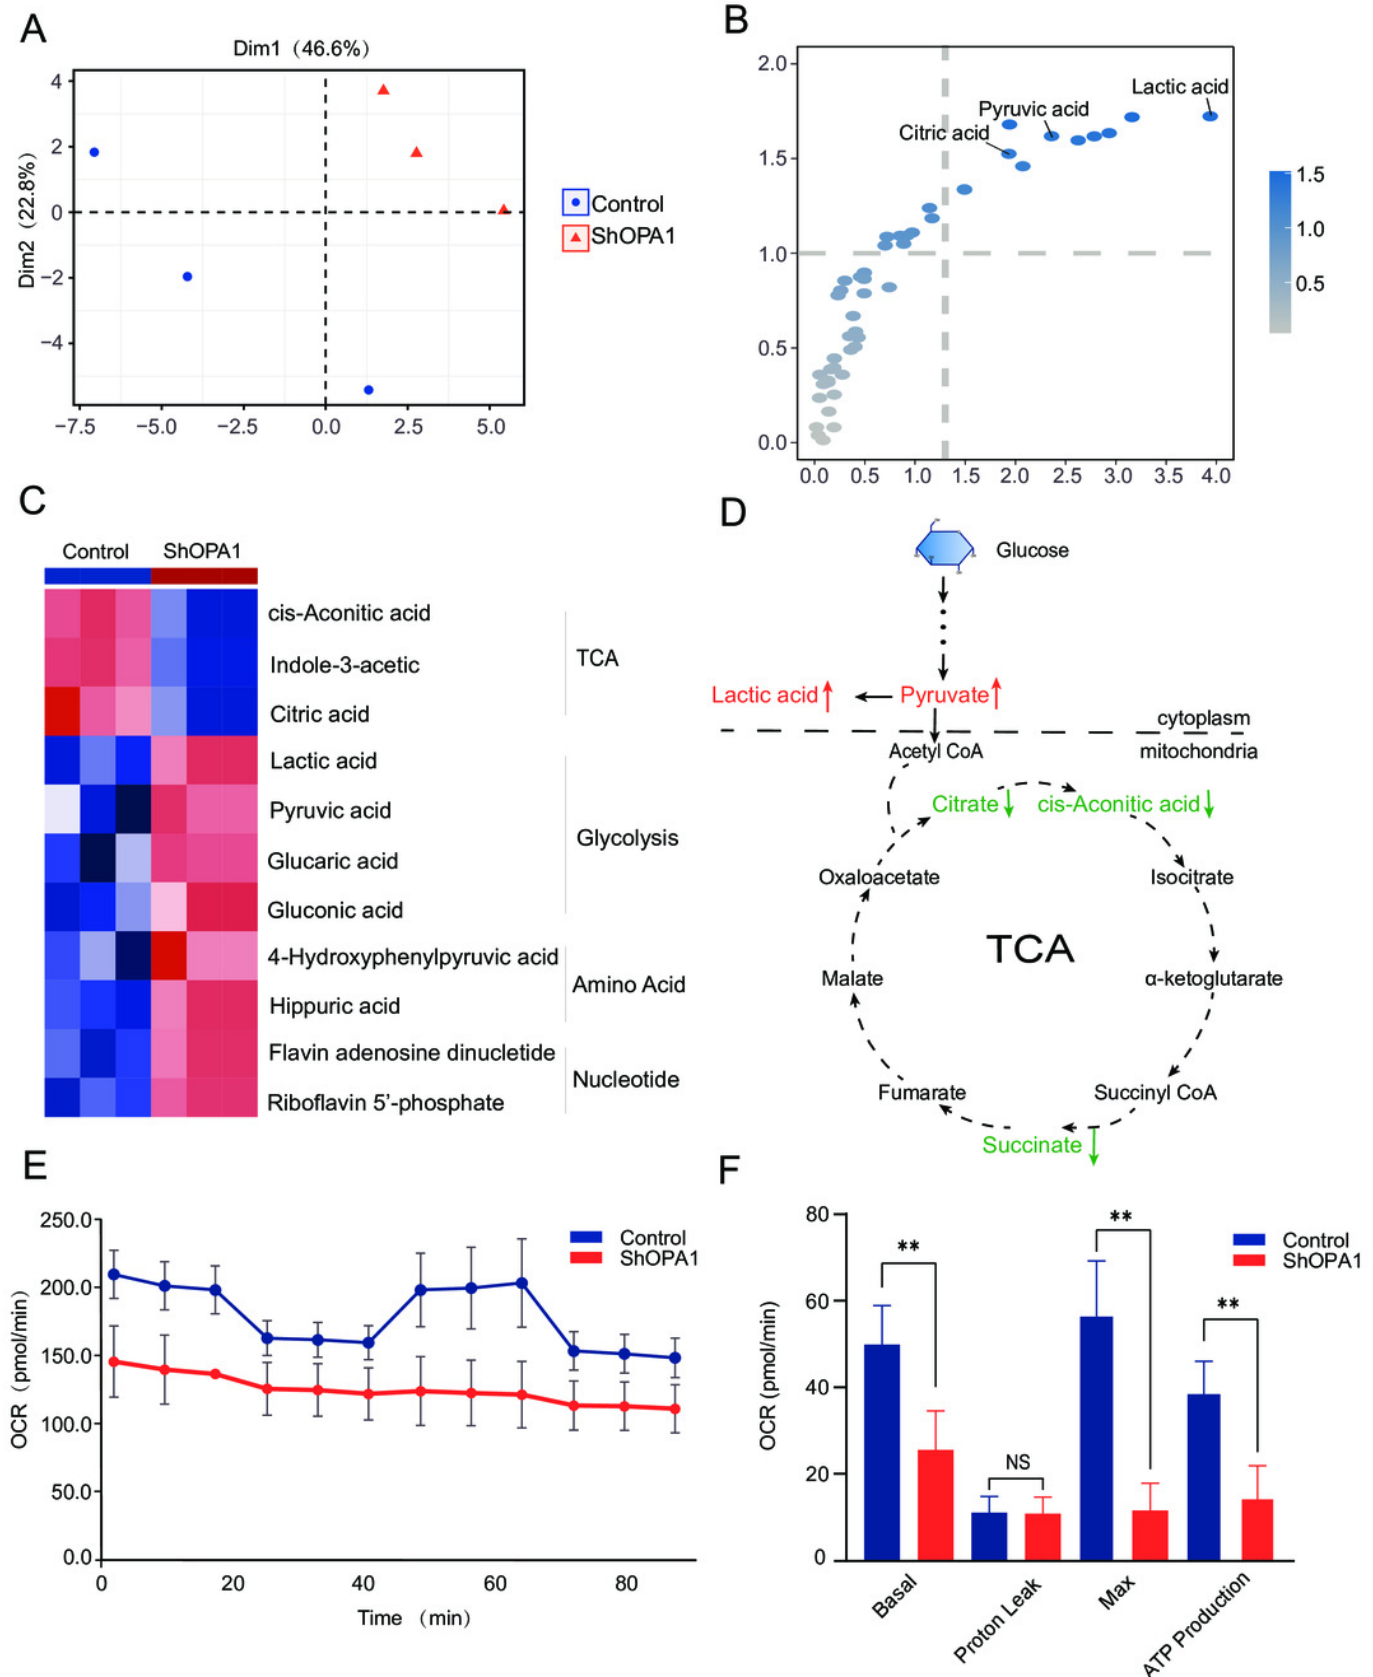 A
Dim1 (46.6%)
4
2
0
−2
−4
Dim2 (22.8%)
−7.5
−5.0
−2.5
0.0
2.5
5.0
Control
ShOPA1
B
2.0
1.5
1.0
0.5
0.0
Lactic acid
Pyruvic acid
Citric acid
0.0
0.5
1.0
1.5
2.0
2.5
3.0
3.5
4.0
1.5
1.0
0.5
C
Control
ShOPA1
cis-Aconitic acid
Indole-3-acetic
Citric acid
Lactic acid
Pyruvic acid
Glucaric acid
Gluconic acid
4-Hydroxyphenylpyruvic acid
Hippuric acid
Flavin adenosine dinucletide
Riboflavin 5'-phosphate
TCA
Glycolysis
Amino Acid
Nucleotide
D
Glucose
Lactic acid
Pyruvate
cytoplasm
Acetyl CoA
mitochondria
Citrate
cis-Aconitic acid
Oxaloacetate
Isocitrate
TCA
Malate
α-ketoglutarate
Fumarate
Succinyl CoA
Succinate
E
250.0
200.0
150.0
100.0
50.0
0.0
OCR (pmol/min)
Control
ShOPA1
0
20
40
60
80
Time (min)
F
80
60
40
20
0
OCR (pmol/min)
**
NS
**
**
Control
ShOPA1
Basal
Proton Leak
Max
ATP Production